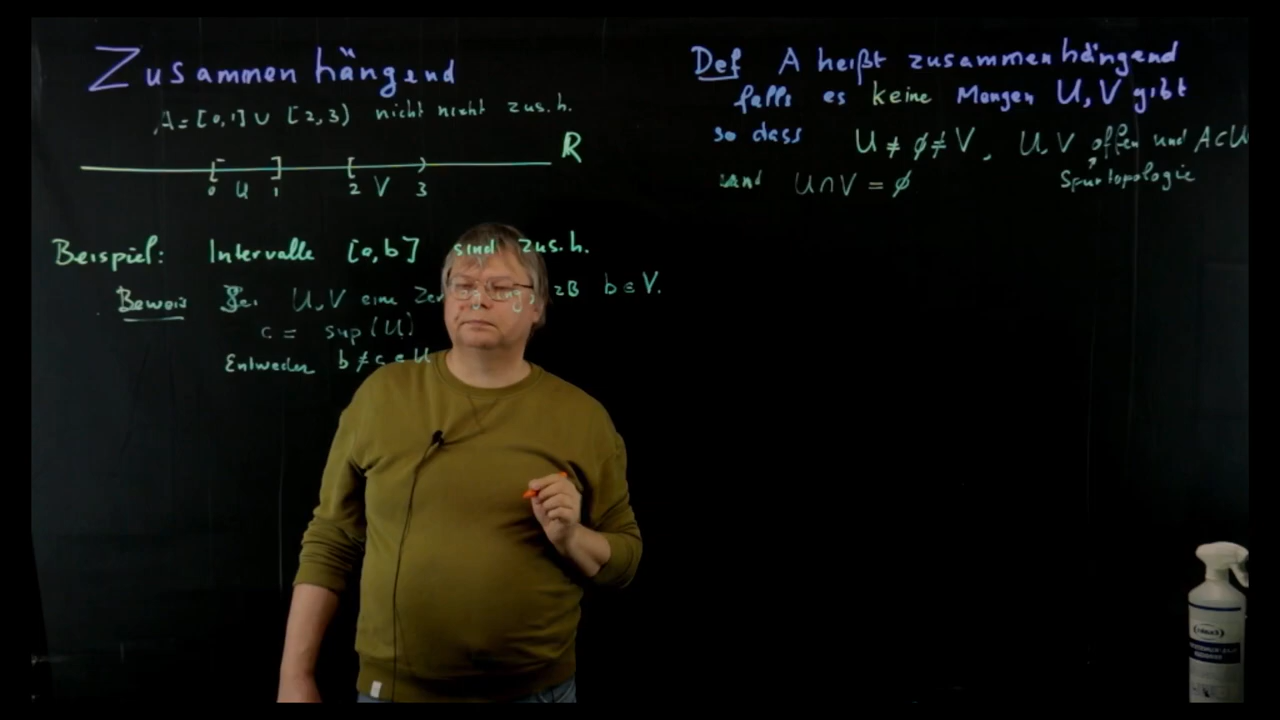 Zusammenhängend
A = [0,1] ∪ [2,3) nicht nicht zus.h.
ℝ
0 U 1 2 V 3
Beispiel: Intervalle [a,b] sind zus.h.
Beweis Sei U,V eine zB b ∈ V.
c = sup(U)
Entweder b ≠ c ∈ U
Def A heißt zusammenhängend
falls es keine Mengen U,V gibt
so dass U ≠ ∅ ≠ V, U,V offen und A ⊂ U
Spurtopologie
und U ∩ V = ∅